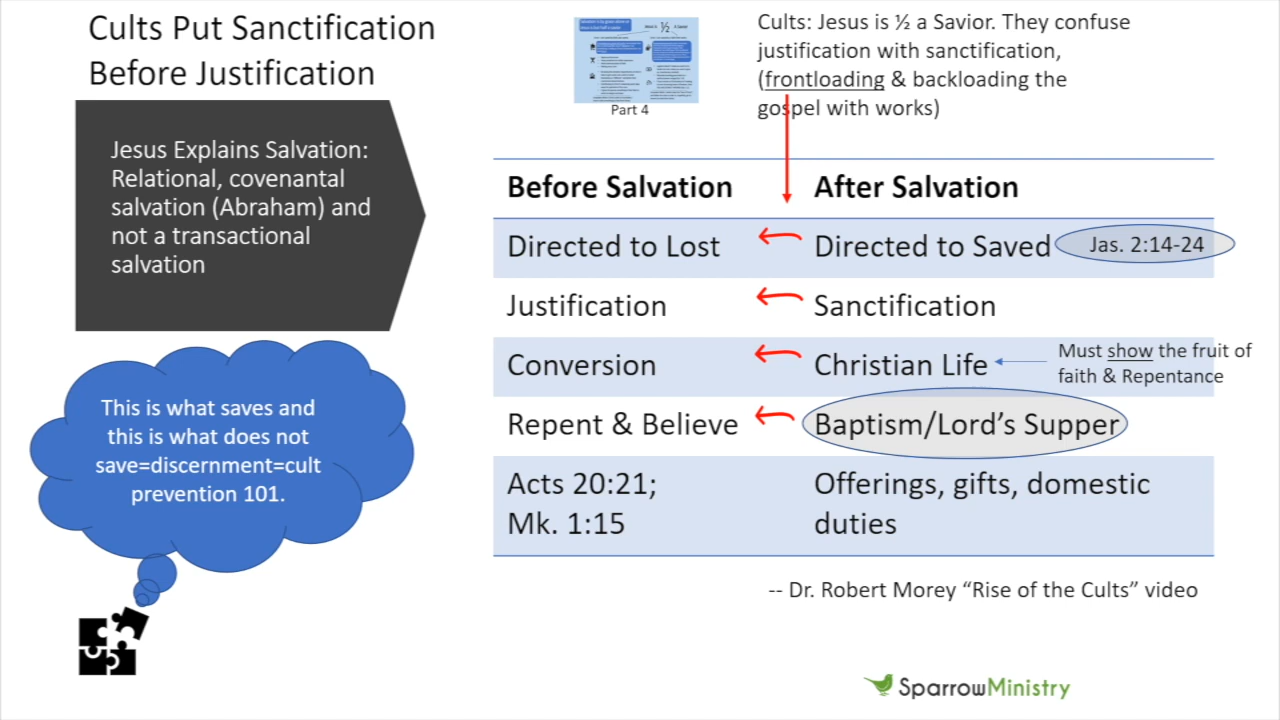 Cults Put Sanctification
Before Justification
Jesus Explains Salvation:
Relational, covenantal
salvation (Abraham) and
not a transactional
salvation
This is what saves and
this is what does not
save=discernment=cult
prevention 101.
Part 4
Cults: Jesus is ½ a Savior. They confuse
justification with sanctification,
(frontloading & backloading the
gospel with works)
Before Salvation After Salvation
Directed to Lost Directed to Saved Jas. 2:14-24
Justification Sanctification
Conversion Christian Life
Must show the fruit of
faith & Repentance
Repent & Believe Baptism/Lord’s Supper
Acts 20:21; Offerings, gifts, domestic
Mk. 1:15 duties
-- Dr. Robert Morey “Rise of the Cults” video
SparrowMinistry